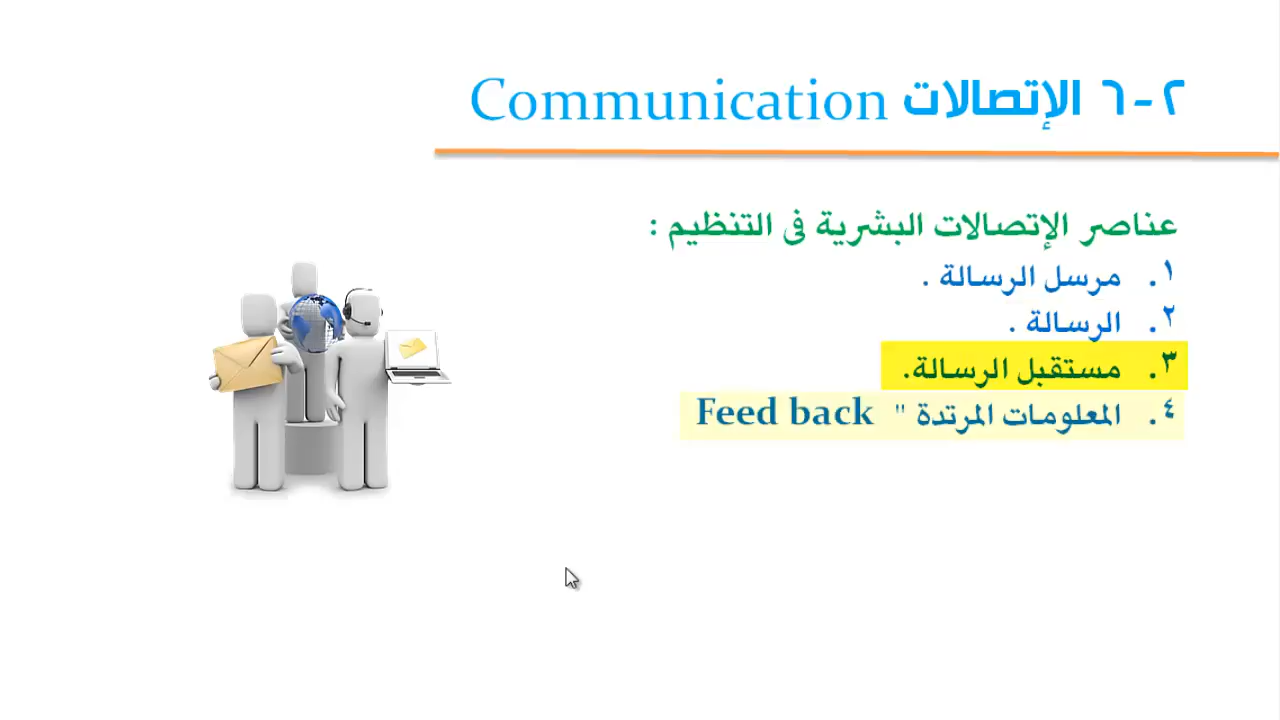 ٢-٦ الإتصالات Communication
عناصر الإتصالات البشرية فى التنظيم :
١. مرسل الرسالة .
٢. الرسالة .
٣. مستقبل الرسالة.
٤. المعلومات المرتدة " Feed back